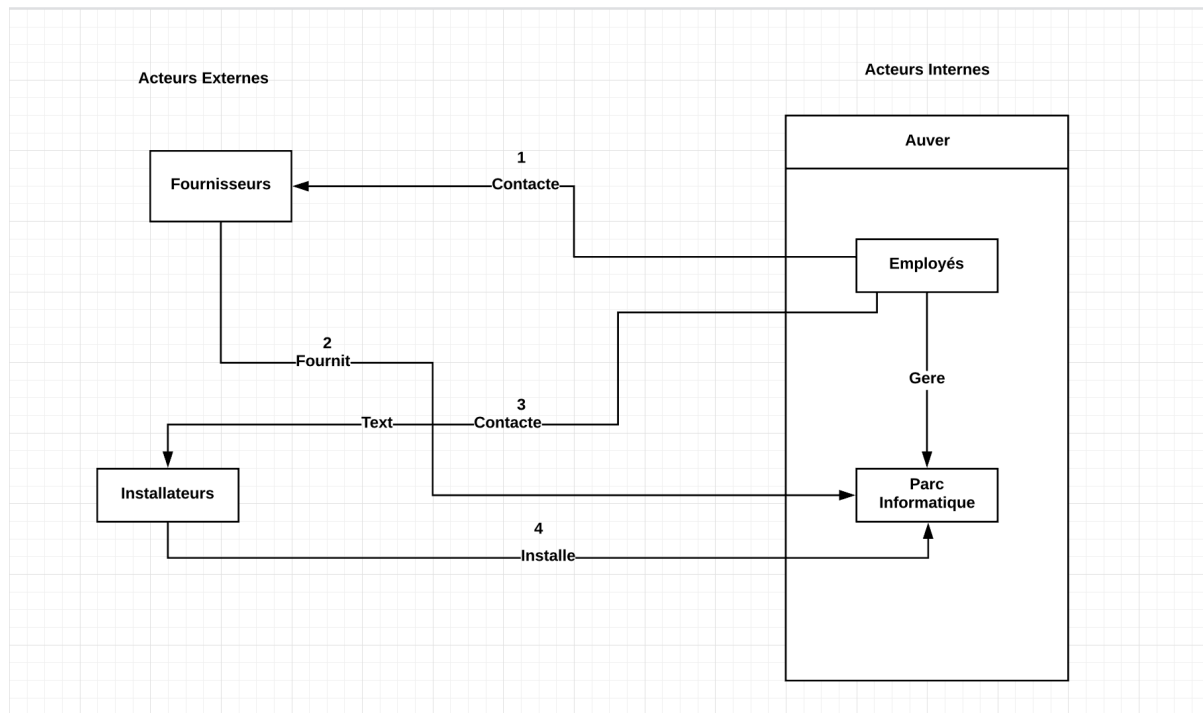 Acteurs Externes
Acteurs Internes
Auver
1
Fournisseurs
Contacte
Employés
2
Fournit
Gere
3
Text
Contacte
Installateurs
Parc
Informatique
4
Installe